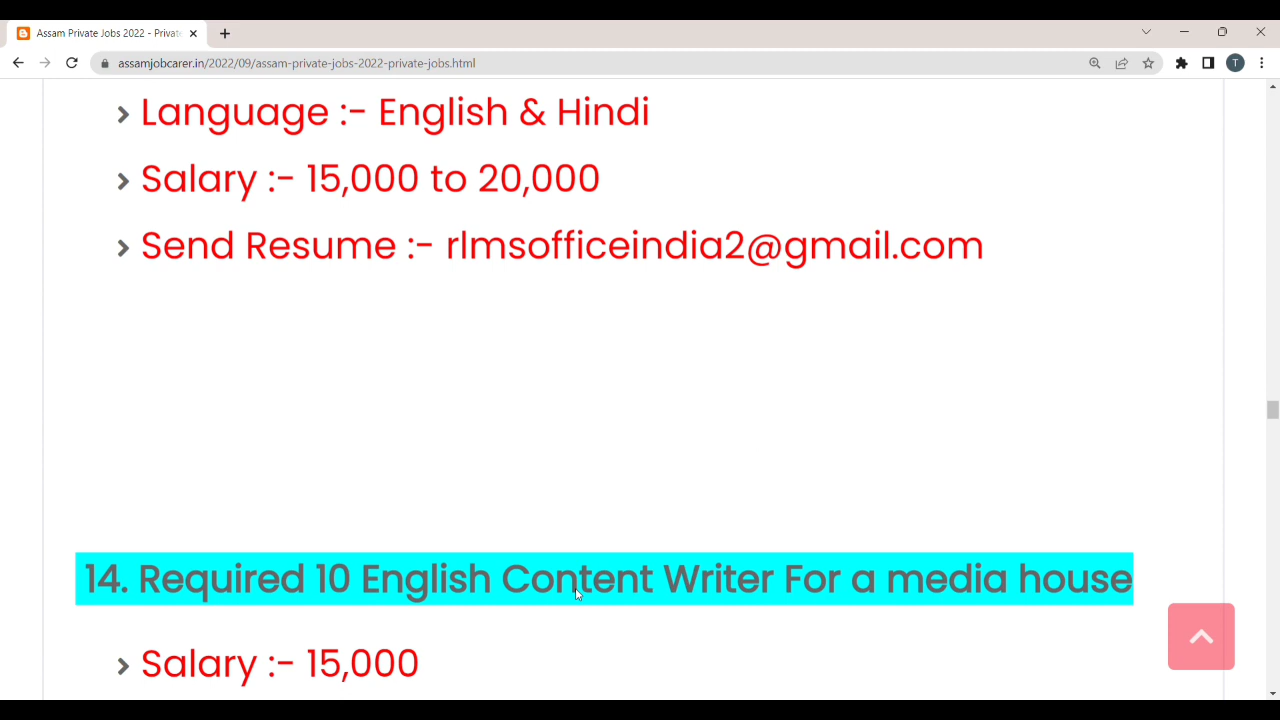 Assam Private Jobs 2022 - Private
assamjobcarer.in/2022/09/assam-private-jobs-2022-private-jobs.html
T
Language :- English & Hindi
Salary :- 15,000 to 20,000
Send Resume :- rlmsofficeindia2@gmail.com
14. Required 10 English Content Writer For a media house
Salary :- 15,000